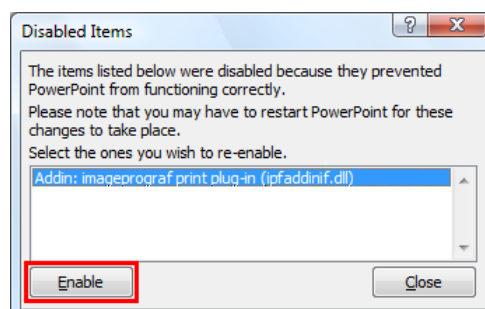 Disabled Items
The items listed below were disabled because they prevented
PowerPoint from functioning correctly.
Please note that you may have to restart PowerPoint for these
changes to take place.
Select the ones you wish to re-enable.
Addin: imageprograf print plug-in (ipfaddinif.dll)
Enable Close